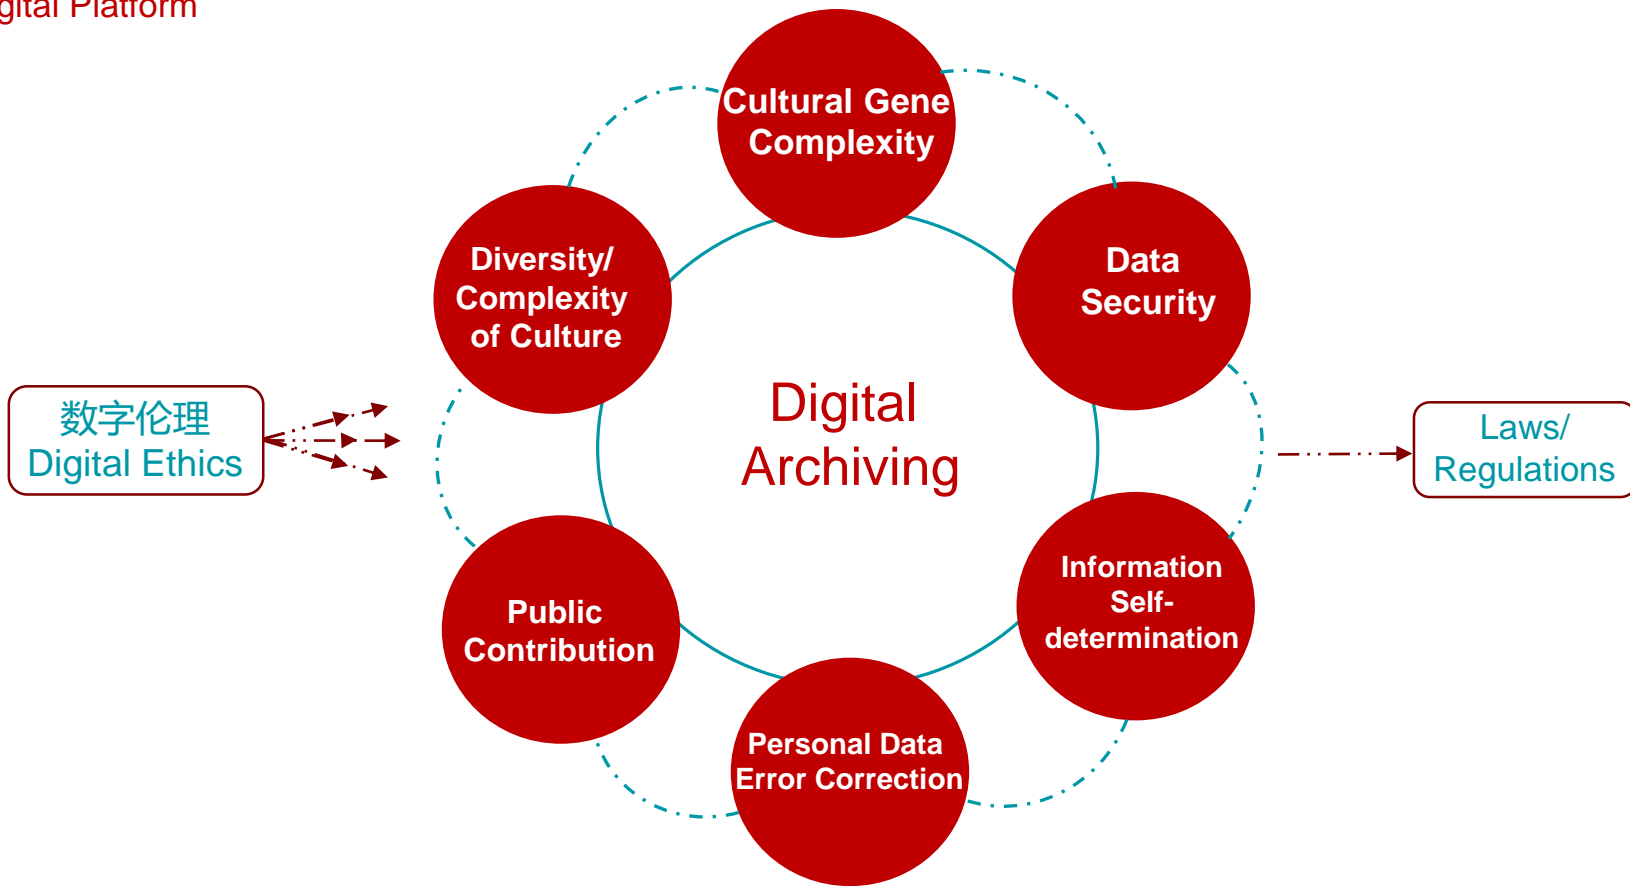 Platform
Cultural Gene
Complexity
Diversity/
Complexity
of Culture
Data
Security
数字伦理
Digital Ethics
Digital
Archiving
Laws/
Regulations
Public
Contribution
Information
Self-
determination
Personal Data
Error Correction